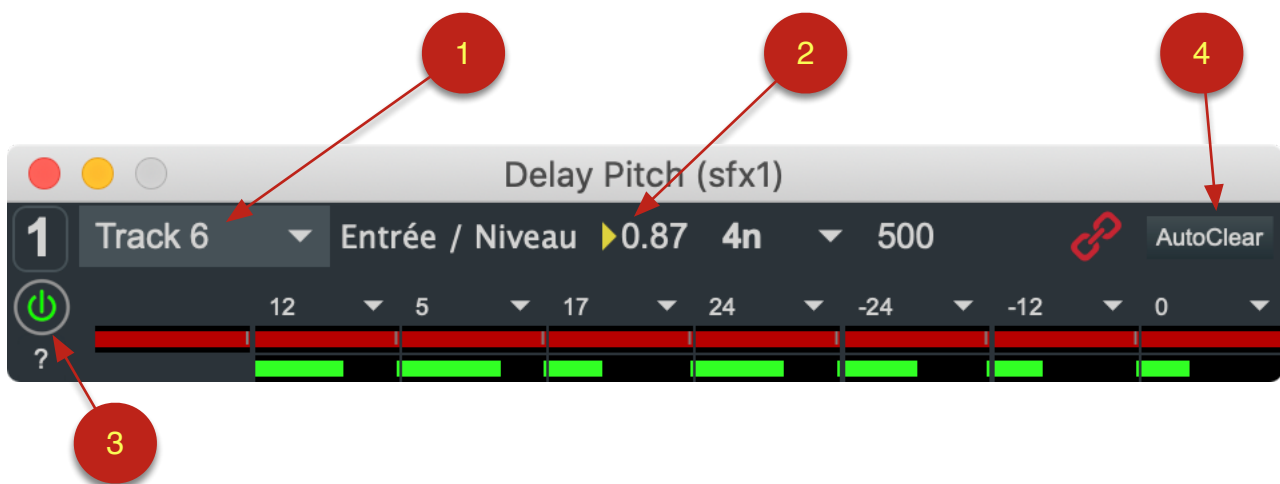 1 2 4
Delay Pitch (sfx1)
1 Track 6 Entrée / Niveau 0.87 4n 500 AutoClear
12 5 17 24 -24 -12 0
?
3